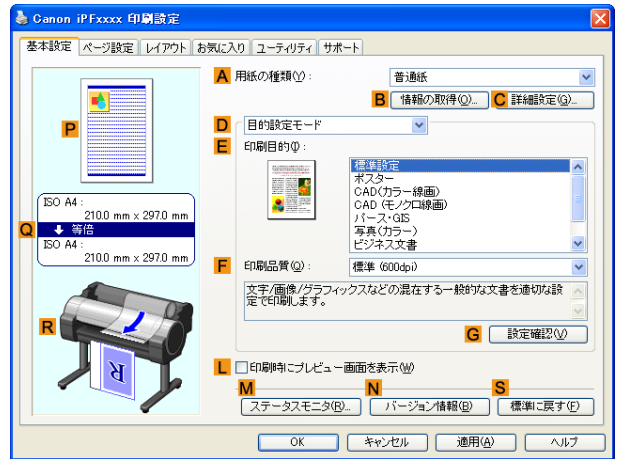 Canon iPFxxxx 印刷設定
基本設定 ページ設定 レイアウト お気に入り ユーティリティ サポート
A 用紙の種類(Y): 普通紙
B 情報の取得(O)... C 詳細設定(G)...
D 目的設定モード
E 印刷目的(I):
標準設定
ポスター
CAD(カラー線画)
CAD (モノクロ線画)
パース・GIS
写真(カラー)
ビジネス文書
P
ISO A4 :
210.0 mm x 297.0 mm
Q 等倍
ISO A4 :
210.0 mm x 297.0 mm
F 印刷品質(Q): 標準 (600dpi)
文字/画像/グラフィックスなどの混在する一般的な文書を適切な設
定で印刷します。
G 設定確認(V)
R
R
L 印刷時にプレビュー画面を表示(W)
M N S
ステータスモニタ(R)... バージョン情報(B) 標準に戻す(F)
OK キャンセル 適用(A) ヘルプ